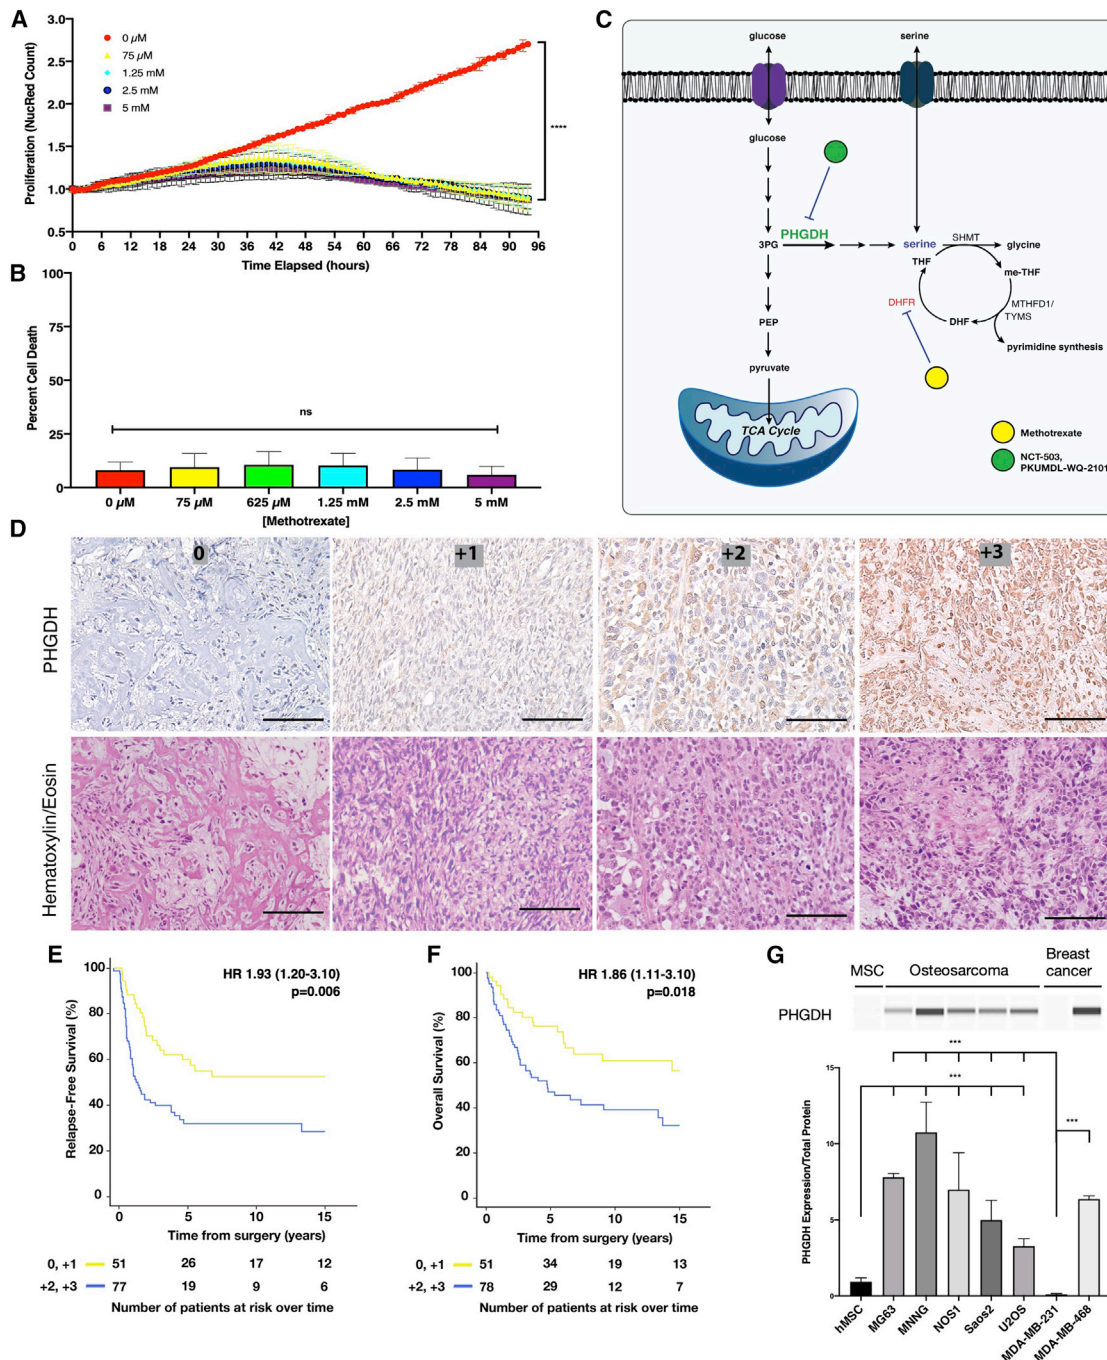 A
3.0
2.5
2.0
1.5
1.0
0.5
Proliferation (NucRed Count)
0 µM
75 µM
1.25 mM
2.5 mM
5 mM
****
0 6 12 18 24 30 36 42 48 54 60 66 72 78 84 90 96
Time Elapsed (hours)
B
100
75
50
25
0
Percent Cell Death
ns
0 µM 75 µM 625 µM 1.25 mM 2.5 mM 5 mM
[Methotrexate]
C
glucose serine
glucose
PHGDH
3PG serine SHMT glycine
THF
me-THF
DHFR
MTHFD1/
TYMS
DHF
PEP
pyrimidine synthesis
pyruvate
TCA Cycle
Methotrexate
NCT-503,
PKUMDL-WQ-2101
D
0 +1 +2 +3
PHGDH
Hematoxylin/Eosin
E
HR 1.93 (1.20-3.10)
p=0.006
100
80
60
40
20
0
Relapse-Free Survival (%)
0 5 10 15
Time from surgery (years)
0, +1 51 26 17 12
+2, +3 77 19 9 6
Number of patients at risk over time
F
HR 1.86 (1.11-3.10)
p=0.018
100
80
60
40
20
0
Overall Survival (%)
0 5 10 15
Time from surgery (years)
0, +1 51 34 19 13
+2, +3 78 29 12 7
Number of patients at risk over time
G
MSC Osteosarcoma Breast
cancer
PHGDH
***
***
***
15
10
5
0
PHGDH Expression/Total Protein
hMSC MG63 MNNG NOS1 Saos2 U2OS MDA-MB-231 MDA-MB-468